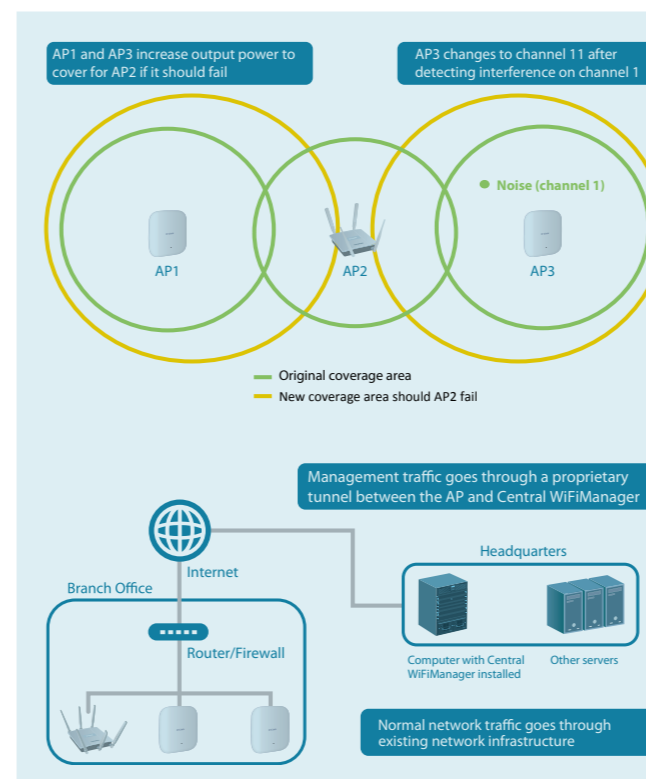 AP1 and AP3 increase output power to
cover for AP2 if it should fail
AP3 changes to channel 11 after
detecting interference on channel 1
Noise (channel 1)
AP1
AP2
AP3
Original coverage area
New coverage area should AP2 fail
Management traffic goes through a proprietary
tunnel between the AP and Central WiFiManager
Headquarters
Internet
Branch Office
Router/Firewall
Computer with Central
WiFiManager installed
Other servers
Normal network traffic goes through
existing network infrastructure